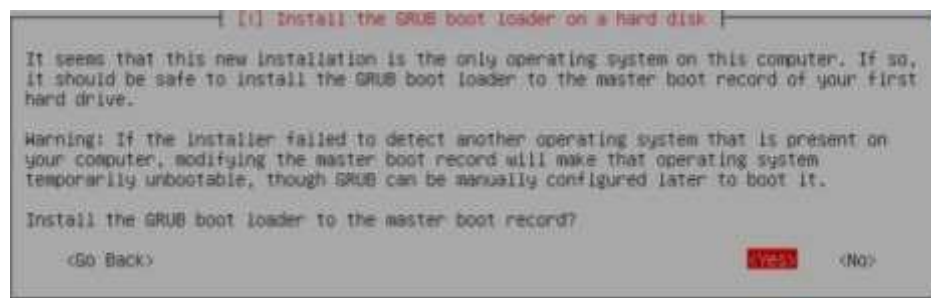 [!] Install the GRUB boot loader on a hard disk
It seems that this new installation is the only operating system on this computer. If so,
it should be safe to install the GRUB boot loader to the master boot record of your first
hard drive.
Warning: If the installer failed to detect another operating system that is present on
your computer, modifying the master boot record will make that operating system
temporarily unbootable, though GRUB can be manually configured later to boot it.
Install the GRUB boot loader to the master boot record?
<Go Back> <Yes> <No>